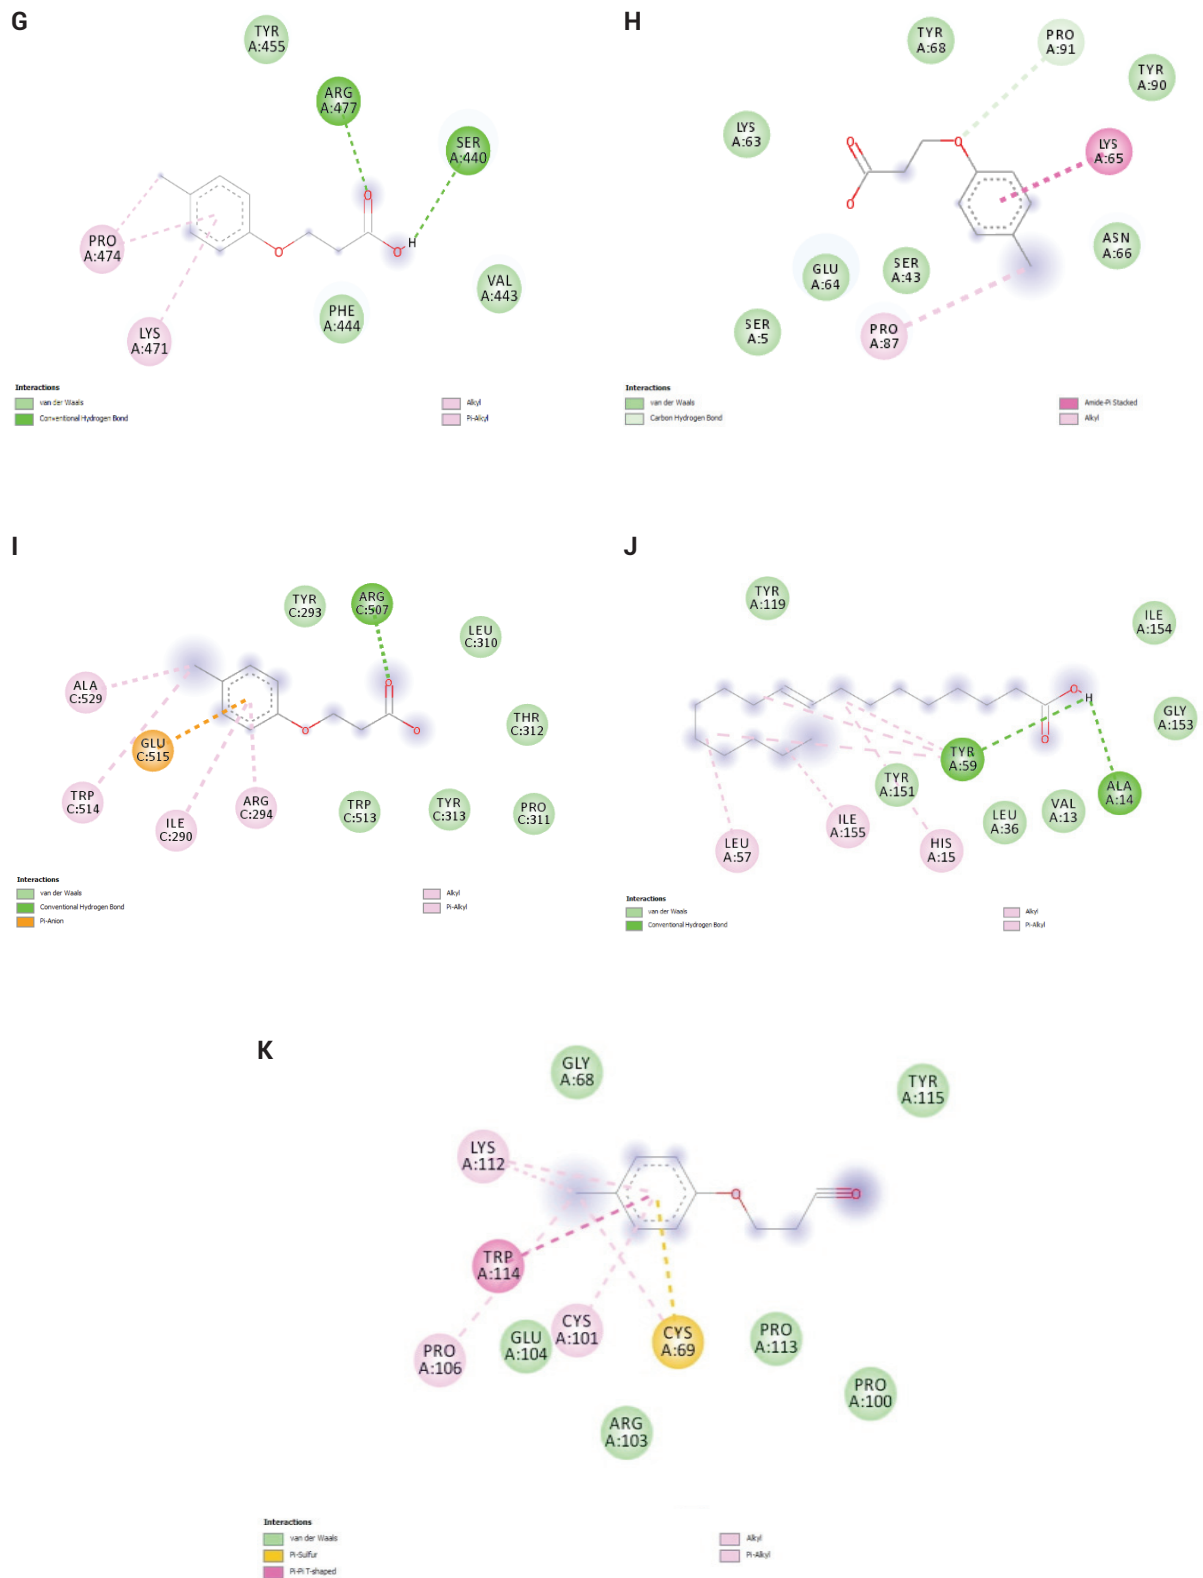 G
TYR
A:455
ARG
A:477
SER
A:440
O
H
O
O
PRO
A:474
VAL
A:443
PHE
A:444
LYS
A:471
Interactions
van der Waals
Conventional Hydrogen Bond
Alkyl
Pi-Alkyl
H
TYR
A:68
PRO
A:91
TYR
A:90
LYS
A:63
LYS
A:65
O
O
O
ASN
A:66
GLU
A:64
SER
A:43
SER
A:5
PRO
A:87
Interactions
van der Waals
Carbon Hydrogen Bond
Amide-Pi Stacked
Alkyl
I
TYR
C:293
ARG
C:507
LEU
C:310
ALA
C:529
O
O
O
THR
C:312
GLU
C:515
TRP
C:514
ILE
C:290
ARG
C:294
TRP
C:513
TYR
C:313
PRO
C:311
Interactions
van der Waals
Conventional Hydrogen Bond
Pi-Anion
Alkyl
Pi-Alkyl
J
TYR
A:119
ILE
A:154
O
H
O
GLY
A:153
TYR
A:59
TYR
A:151
ALA
A:14
LEU
A:36
VAL
A:13
LEU
A:57
ILE
A:155
HIS
A:15
Interactions
van der Waals
Conventional Hydrogen Bond
Alkyl
Pi-Alkyl
K
GLY
A:68
TYR
A:115
LYS
A:112
O
O
TRP
A:114
PRO
A:106
GLU
A:104
CYS
A:101
CYS
A:69
PRO
A:113
PRO
A:100
ARG
A:103
Interactions
van der Waals
Pi-Sulfur
Pi-Pi T-shaped
Alkyl
Pi-Alkyl